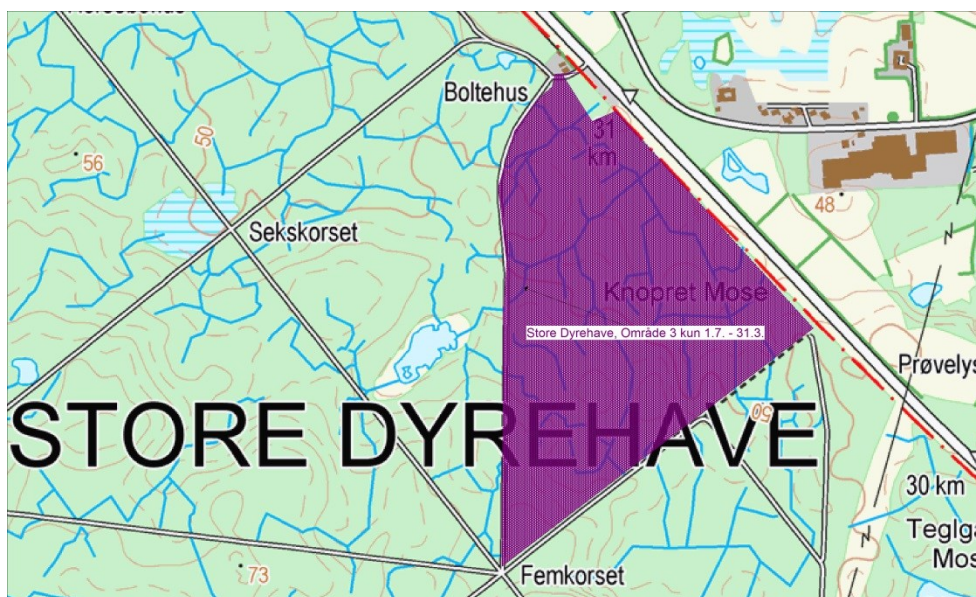 Boltehus
31
km
56
50
Sekskorset
48
Knopret Mose
Store Dyrehave, Område 3 kun 1.7. - 31.3.
Prøvelys
STORE DYREHAVE
50
30 km
Teglga
Mos
73
Femkorset
N
N
N